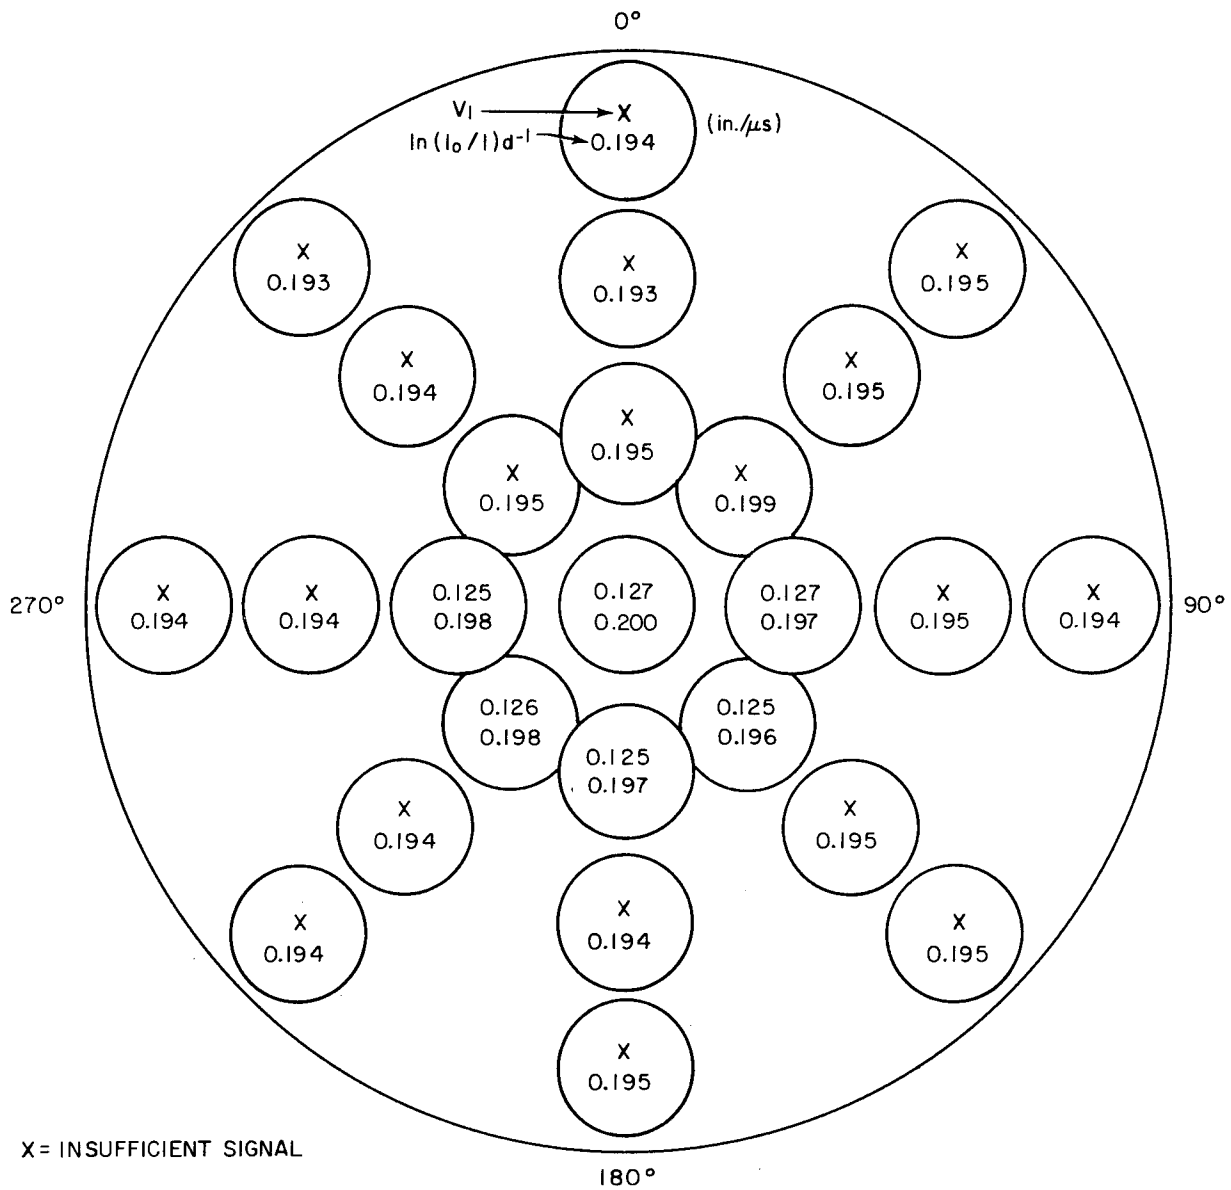 0°
V₁
X
(in./μs)
ln(I₀/I)d⁻¹
0.194
X
0.193
X
0.195
X
0.193
X
0.194
X
0.195
X
0.195
X
0.195
X
0.199
270°
X
0.194
X
0.194
0.125
0.198
0.127
0.200
0.127
0.197
X
0.195
X
0.194
90°
0.126
0.198
0.125
0.197
0.125
0.196
X
0.194
X
0.195
X
0.194
X
0.194
X
0.195
X
0.195
X = INSUFFICIENT SIGNAL
180°